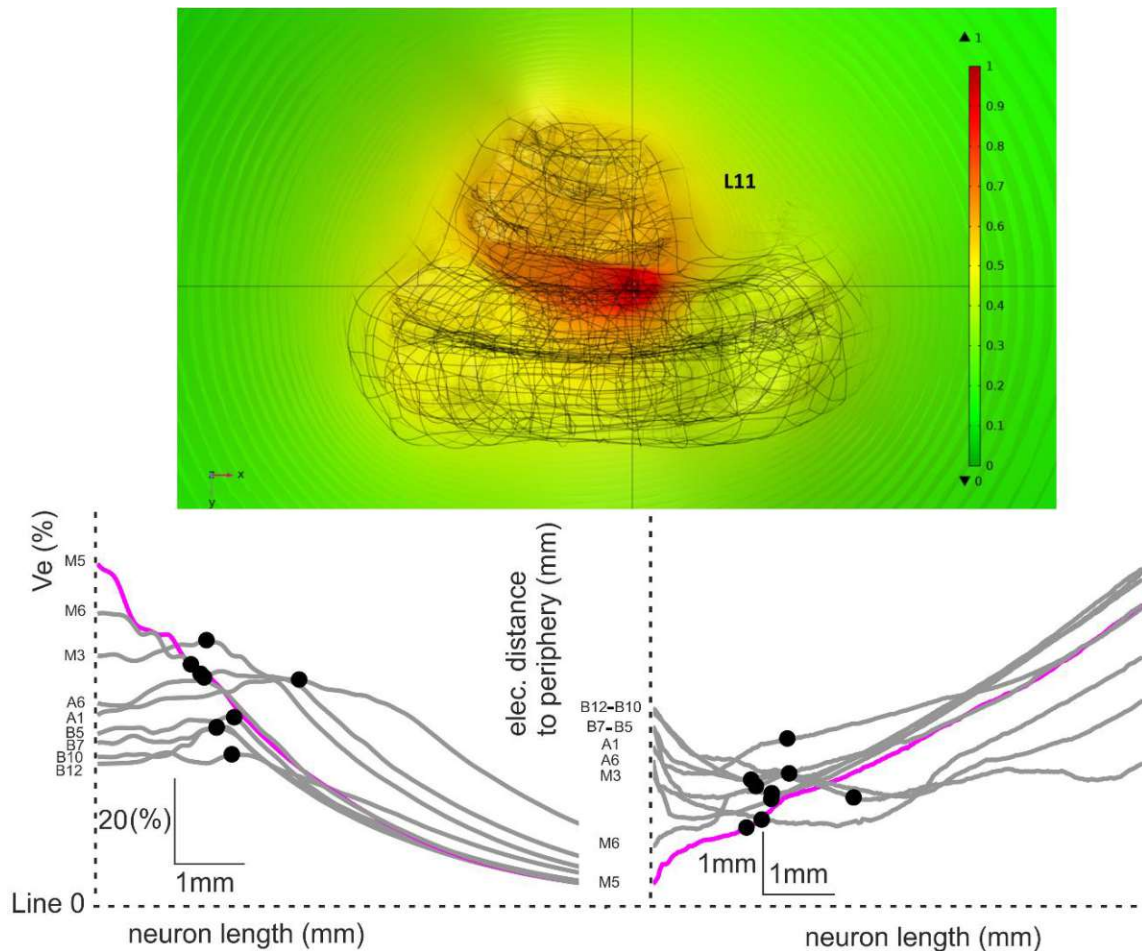 ▲ 1
1
0.9
0.8
0.7
0.6
0.5
0.4
0.3
0.2
0.1
0
▼ 0
L11
z
x
y
Ve (%)
M5
M6
M3
A6
A1
B5
B7
B10
B12
20(%)
1mm
Line 0
neuron length (mm)
elec. distance
to periphery (mm)
B12-B10
B7-B5
A1
A6
M3
M6
M5
1mm
1mm
neuron length (mm)